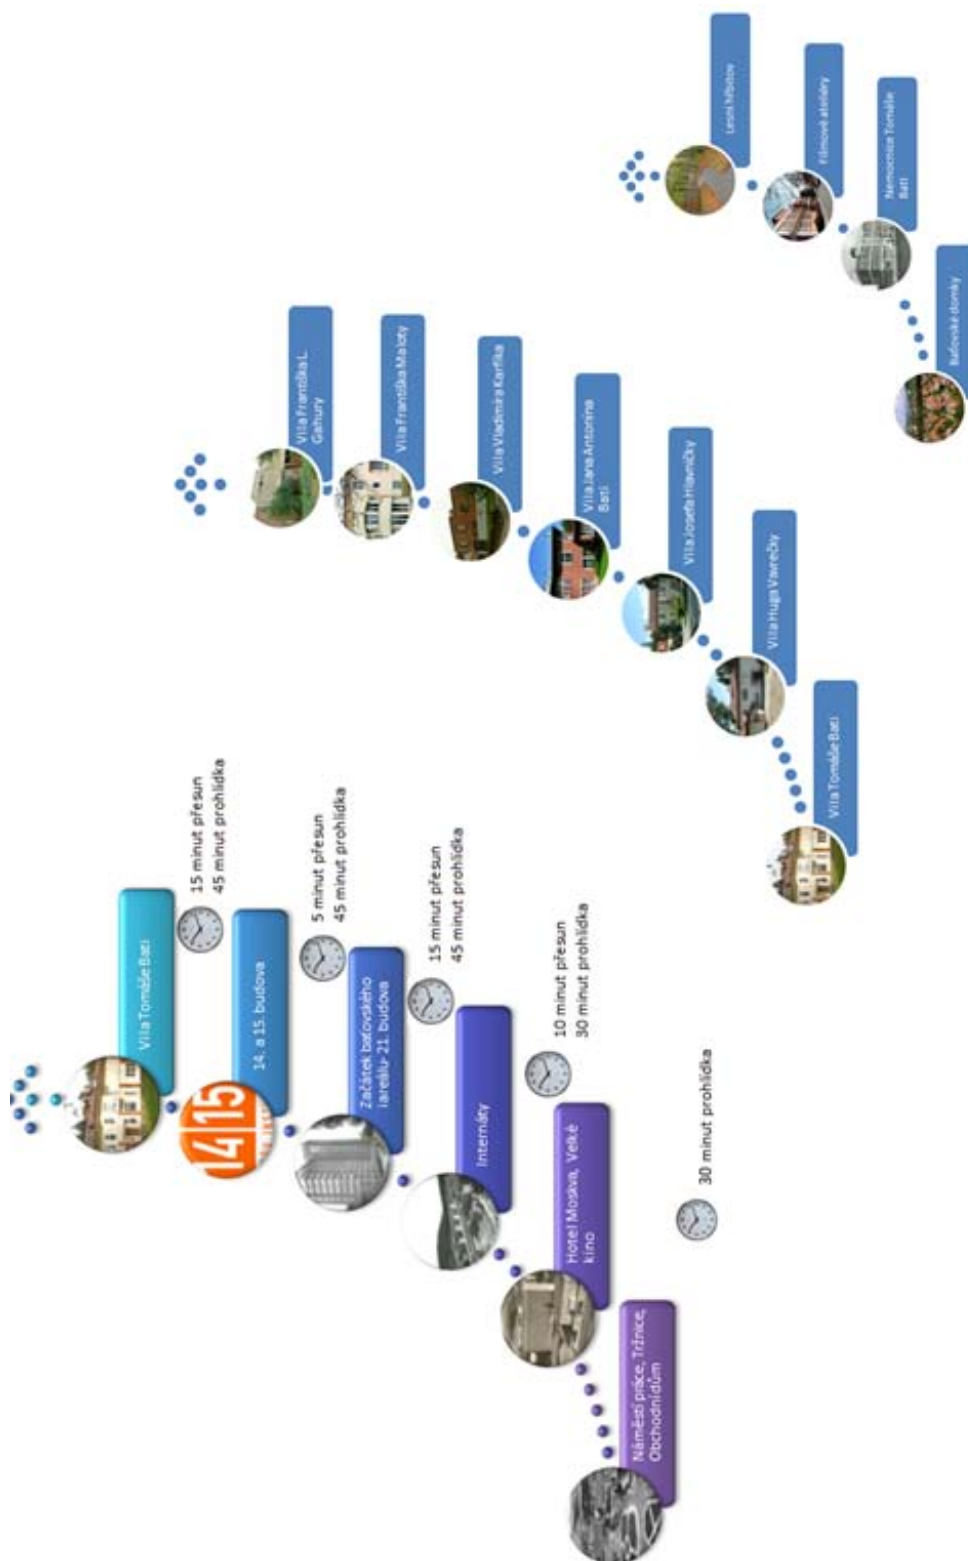 Vila Tomáše Bati
15 minut přesun
45 minut prohlídka
14 15
14. a 15. budova
5 minut přesun
45 minut prohlídka
Začátek baťovského
iareálu- 21. budova
15 minut přesun
45 minut prohlídka
Internáty
10 minut přesun
30 minut prohlídka
Hotel Moskva, Velké
kino
Náměstí práce, Tržnice,
Obchodnídům
30 minut prohlídka
Vila Františka L.
Gahury
Vila Františka Maloty
Vila Vladimíra Karfíka
Vila Jana Antonína
Bati
Vila Josefa Hlavničky
Vila Huga Vavrečky
Vila Tomáše Bati
Lesní hřbitov
Filmové ateliéry
Nemocnice Tomáše
Bati
Baťovské domky